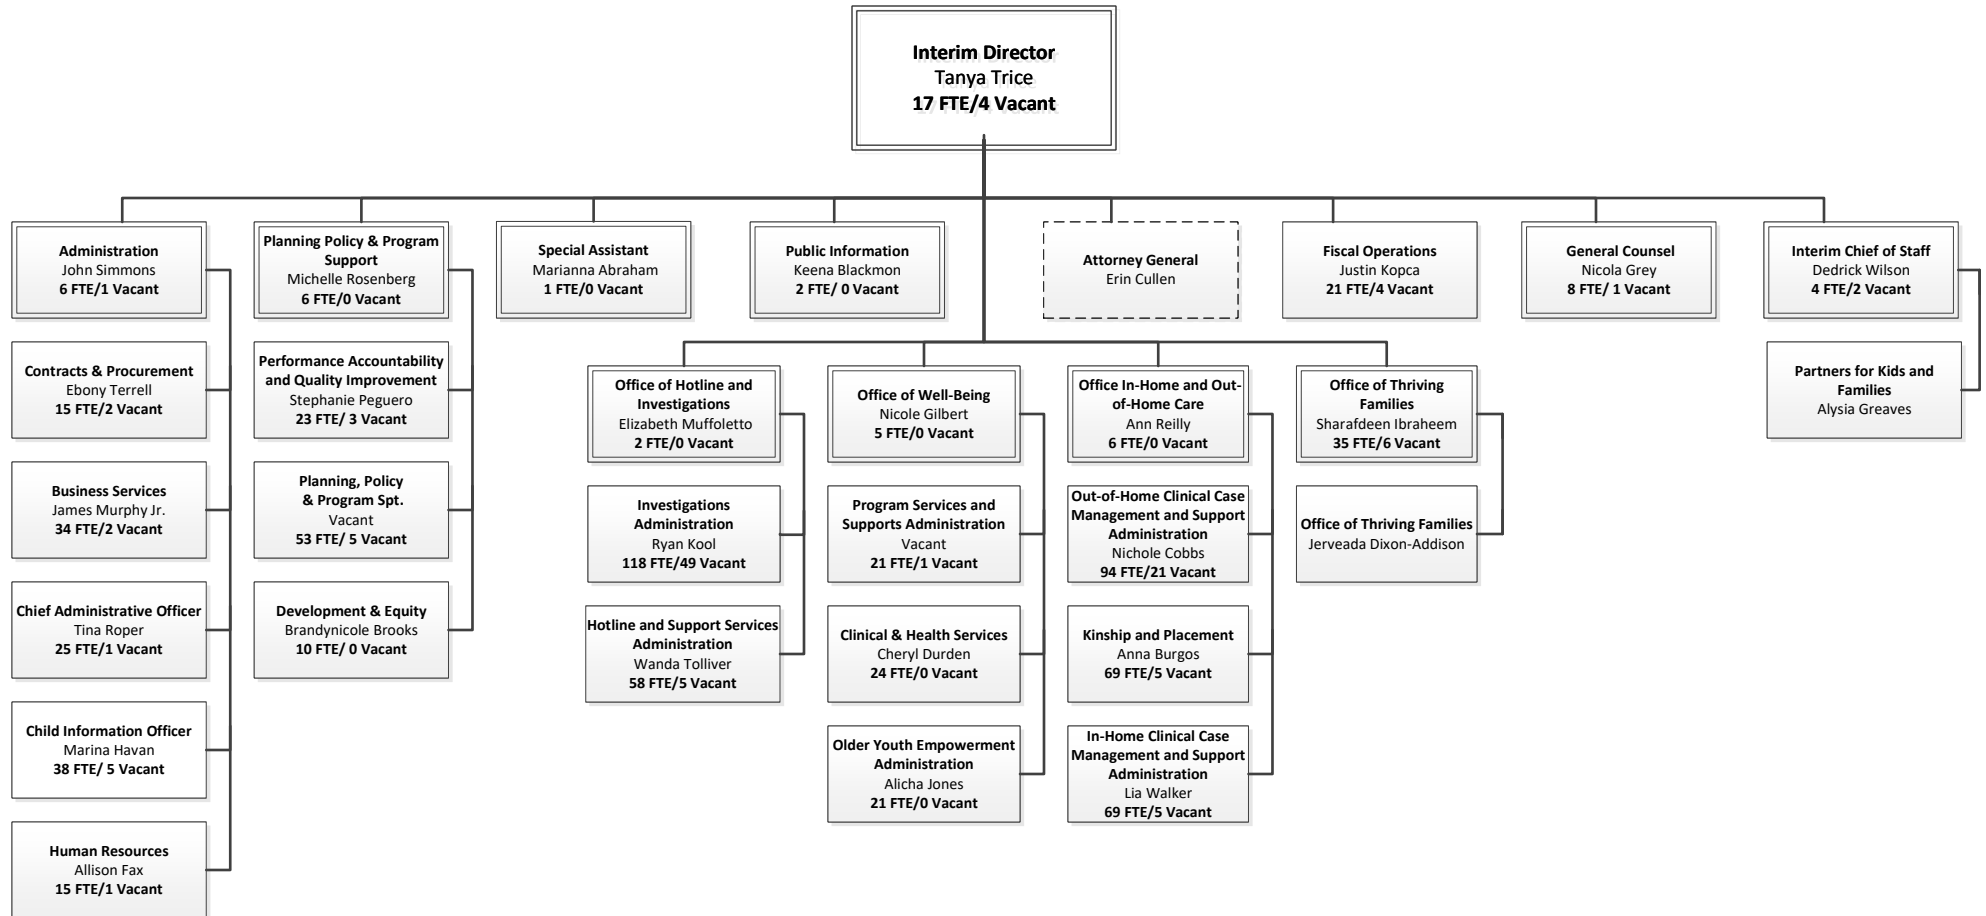 Interim Director
Tanya Trice
17 FTE/4 Vacant
Administration
John Simmons
6 FTE/1 Vacant
Planning Policy & Program
Support
Michelle Rosenberg
6 FTE/0 Vacant
Special Assistant
Marianna Abraham
1 FTE/0 Vacant
Public Information
Keena Blackmon
2 FTE/ 0 Vacant
Attorney General
Erin Cullen
Fiscal Operations
Justin Kopca
21 FTE/4 Vacant
General Counsel
Nicola Grey
8 FTE/ 1 Vacant
Interim Chief of Staff
Dedrick Wilson
4 FTE/2 Vacant
Contracts & Procurement
Ebony Terrell
15 FTE/2 Vacant
Business Services
James Murphy Jr.
34 FTE/2 Vacant
Chief Administrative Officer
Tina Roper
25 FTE/1 Vacant
Child Information Officer
Marina Havan
38 FTE/ 5 Vacant
Human Resources
Allison Fax
15 FTE/1 Vacant
Performance Accountability
and Quality Improvement
Stephanie Peguero
23 FTE/ 3 Vacant
Planning, Policy
& Program Spt.
Vacant
53 FTE/ 5 Vacant
Development & Equity
Brandynicole Brooks
10 FTE/ 0 Vacant
Office of Hotline and
Investigations
Elizabeth Muffoletto
2 FTE/0 Vacant
Investigations
Administration
Ryan Kool
118 FTE/49 Vacant
Hotline and Support Services
Administration
Wanda Tolliver
58 FTE/5 Vacant
Office of Well-Being
Nicole Gilbert
5 FTE/0 Vacant
Program Services and
Supports Administration
Vacant
21 FTE/1 Vacant
Clinical & Health Services
Cheryl Durden
24 FTE/0 Vacant
Older Youth Empowerment
Administration
Alicha Jones
21 FTE/0 Vacant
Office In-Home and Out-
of-Home Care
Ann Reilly
6 FTE/0 Vacant
Out-of-Home Clinical Case
Management and Support
Administration
Nichole Cobbs
94 FTE/21 Vacant
Kinship and Placement
Anna Burgos
69 FTE/5 Vacant
In-Home Clinical Case
Management and Support
Administration
Lia Walker
69 FTE/5 Vacant
Office of Thriving
Families
Sharafdeen Ibraheem
35 FTE/6 Vacant
Office of Thriving Families
Jerveada Dixon-Addison
Partners for Kids and
Families
Alysia Greaves